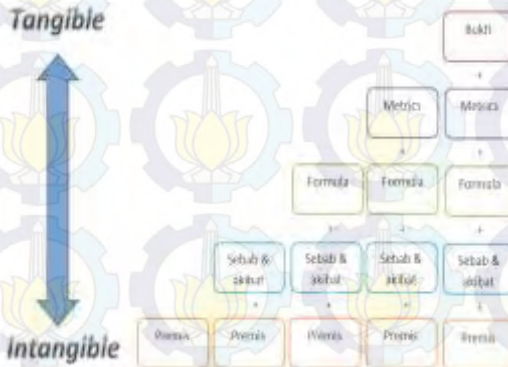 Tangible
Bukti
+
Metrics Metrics
+ +
Formula Formula Formula
+ + +
Sebab & akibat Sebab & akibat Sebab & akibat Sebab & akibat
+ + + +
Premis Premis Premis Premis Premis
Intangible